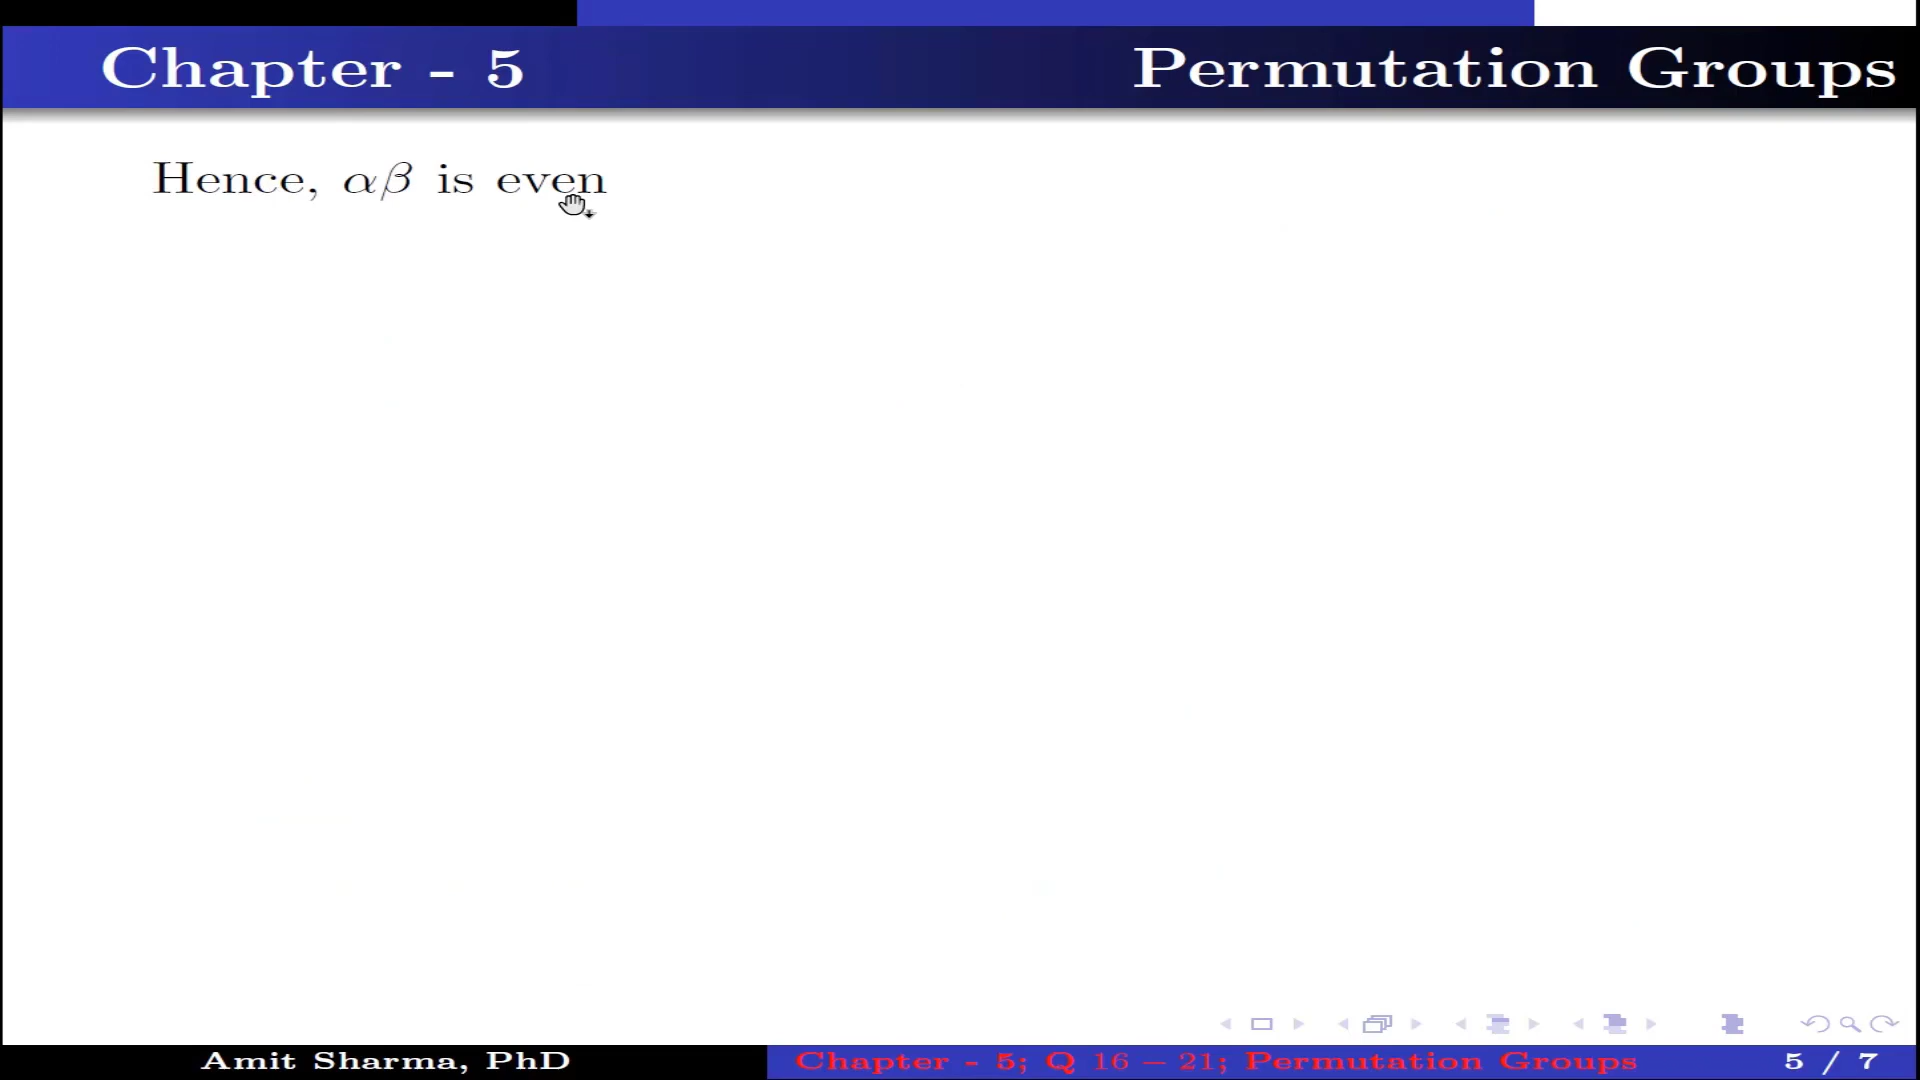 Chapter - 5 Permutation Groups
Hence, αβ is even
Amit Sharma, PhD Chapter - 5; Q 16 – 21; Permutation Groups 5 / 7